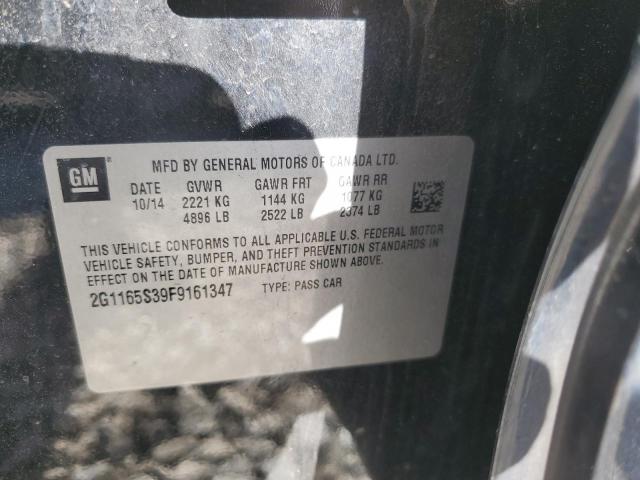 GM
MFD BY GENERAL MOTORS OF CANADA LTD.
DATE GVWR GAWR FRT GAWR RR
10/14 2221 KG 1144 KG 1077 KG
4896 LB 2522 LB 2374 LB
THIS VEHICLE CONFORMS TO ALL APPLICABLE U.S. FEDERAL MOTOR
VEHICLE SAFETY, BUMPER, AND THEFT PREVENTION STANDARDS IN
EFFECT ON THE DATE OF MANUFACTURE SHOWN ABOVE.
2G1165S39F9161347 TYPE: PASS CAR